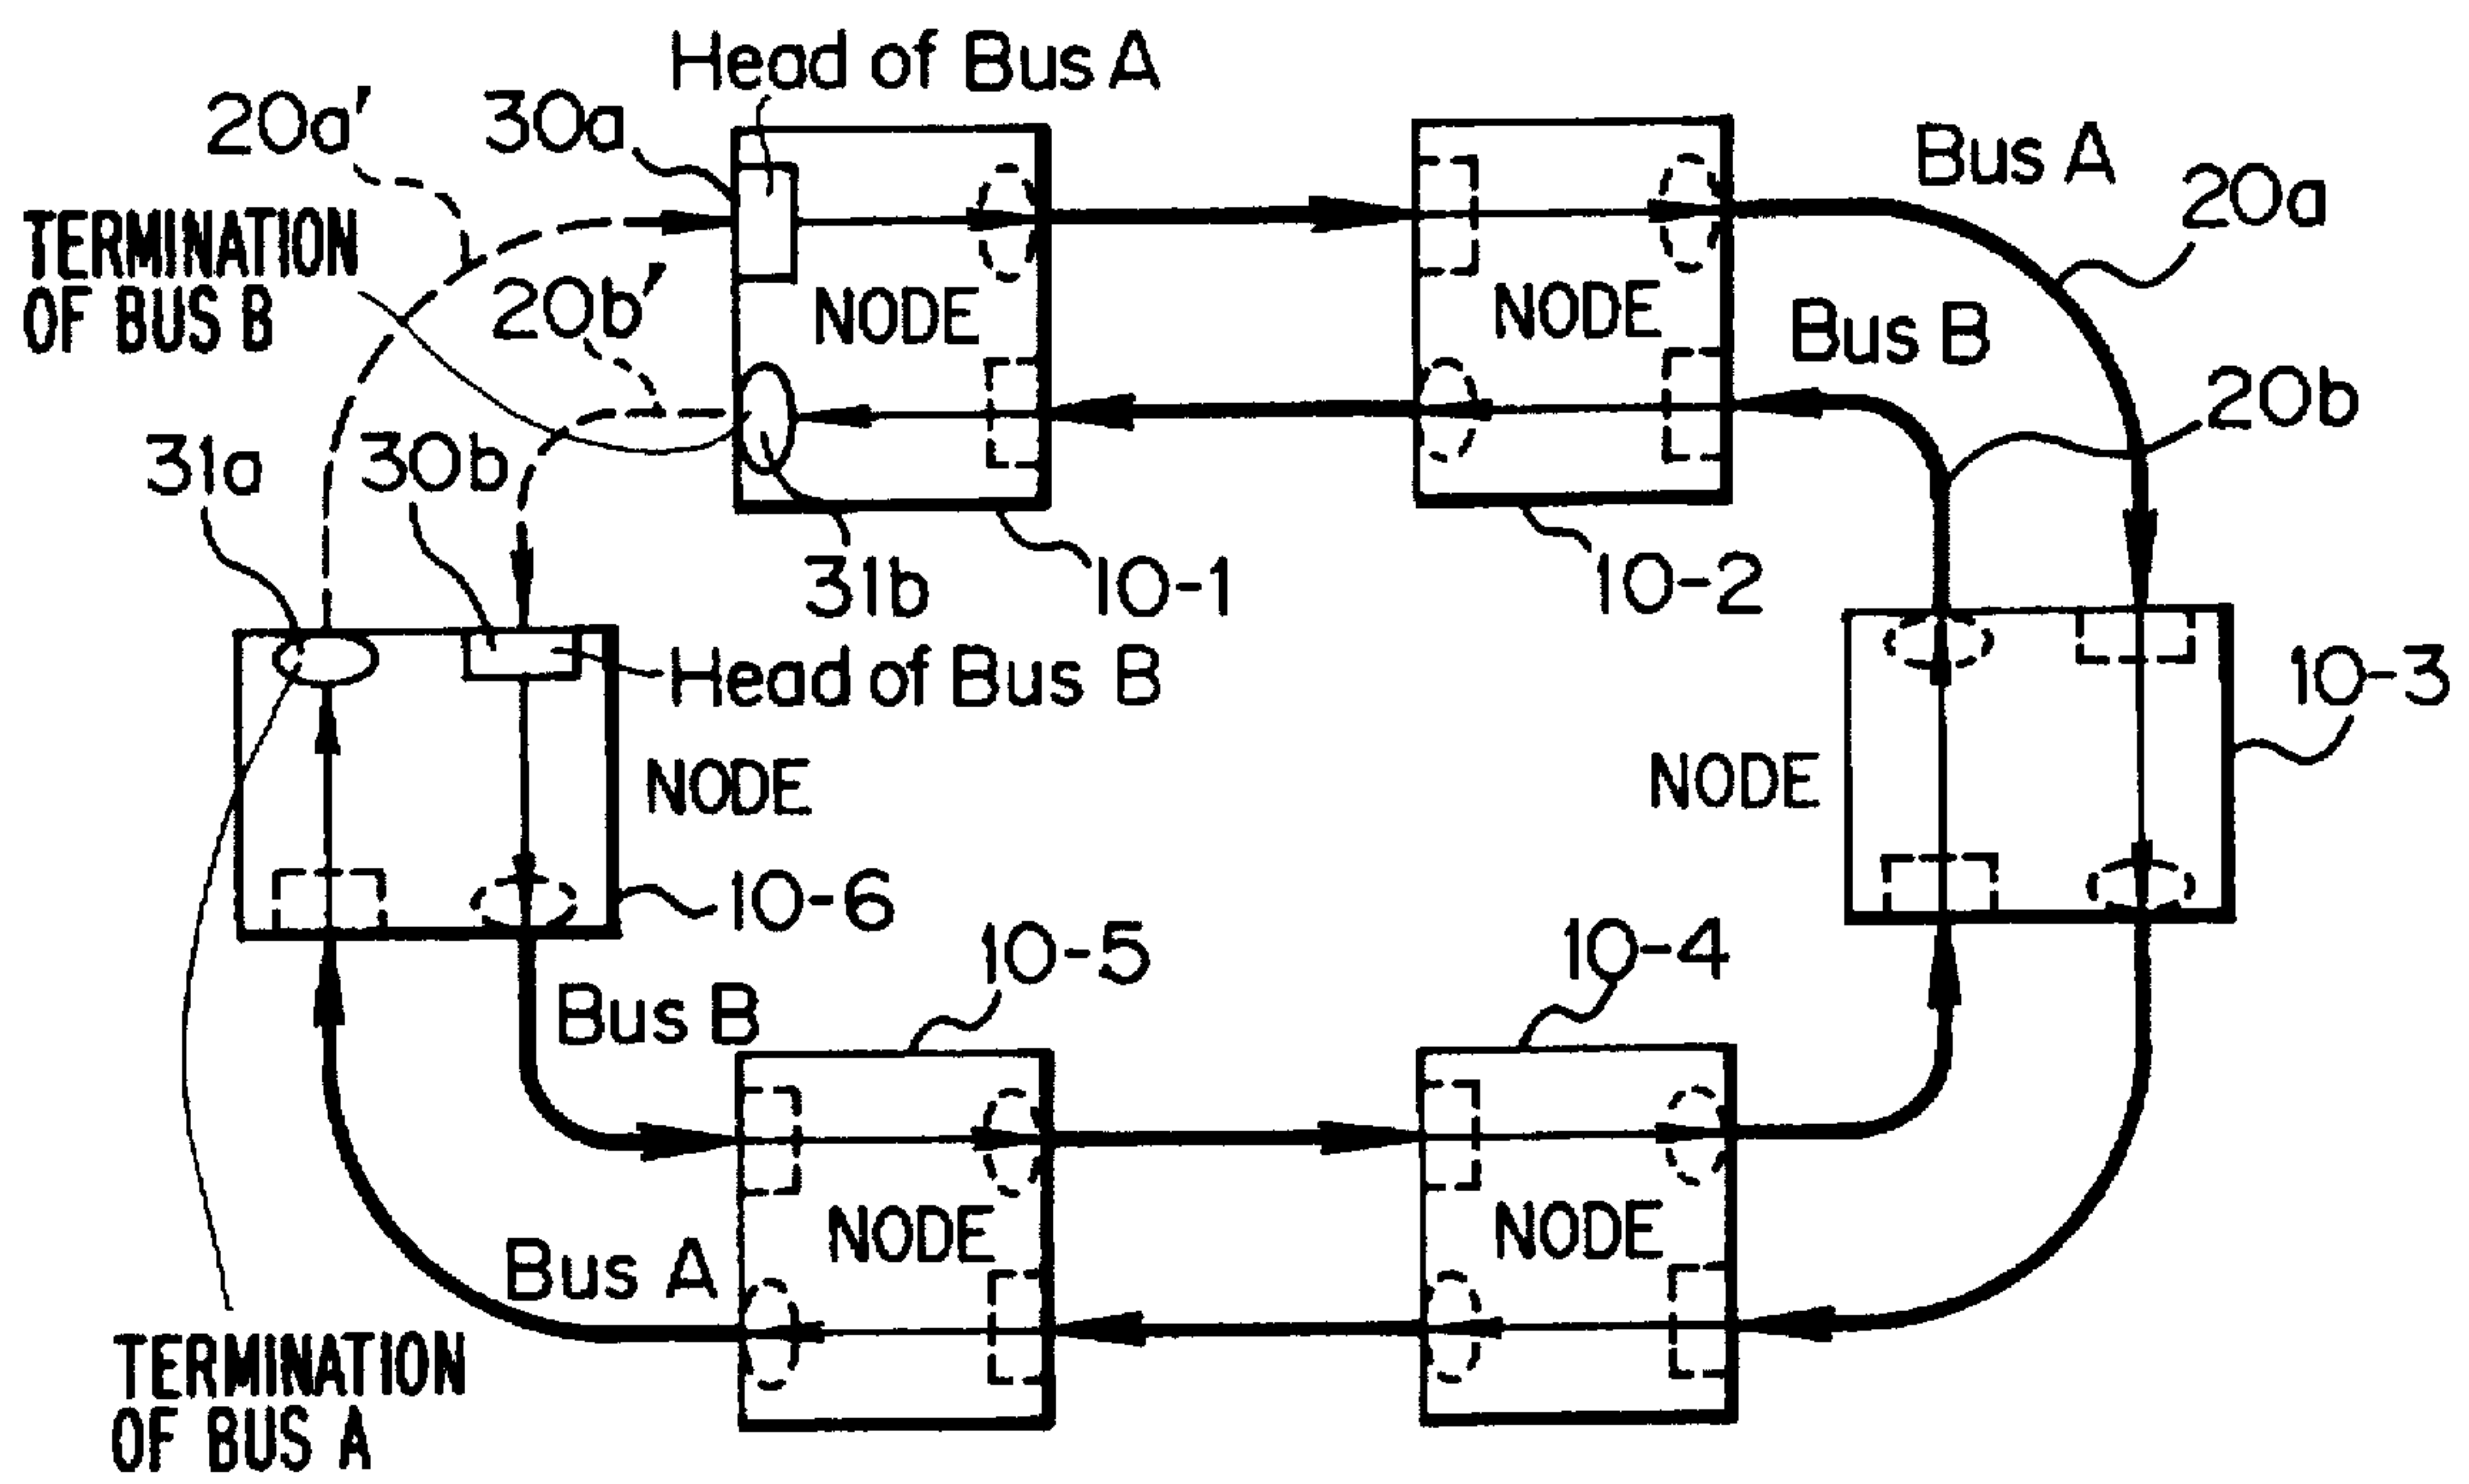 Head of Bus A
20a'
30a
Bus A
20a
TERMINATION
OF BUS B
20b'
NODE
NODE
Bus B
20b
31a
30b
31b
10-1
10-2
Head of Bus B
10-3
NODE
NODE
10-6
10-5
10-4
Bus B
NODE
NODE
Bus A
TERMINATION
OF BUS A